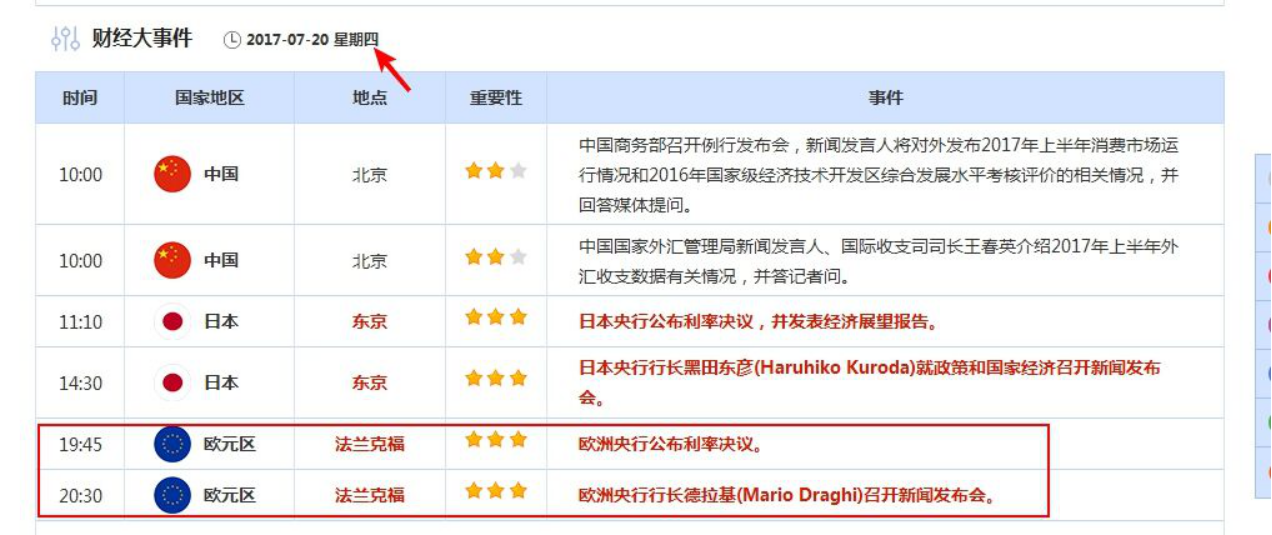 财经大事件 2017-07-20 星期四
时间 国家地区 地点 重要性 事件
中国商务部召开例行发布会，新闻发言人将对外发布2017年上半年消费市场运
10:00 中国 北京 行情况和2016年国家级经济技术开发区综合发展水平考核评价的相关情况，并
回答媒体提问。
中国国家外汇管理局新闻发言人、国际收支司司长王春英介绍2017年上半年外
10:00 中国 北京
汇收支数据有关情况，并答记者问。
11:10 日本 东京 日本央行公布利率决议，并发表经济展望报告。
日本央行行长黑田东彦(Haruhiko Kuroda)就政策和国家经济召开新闻发布
14:30 日本 东京
会。
19:45 欧元区 法兰克福 欧洲央行公布利率决议。
20:30 欧元区 法兰克福 欧洲央行行长德拉基(Mario Draghi)召开新闻发布会。